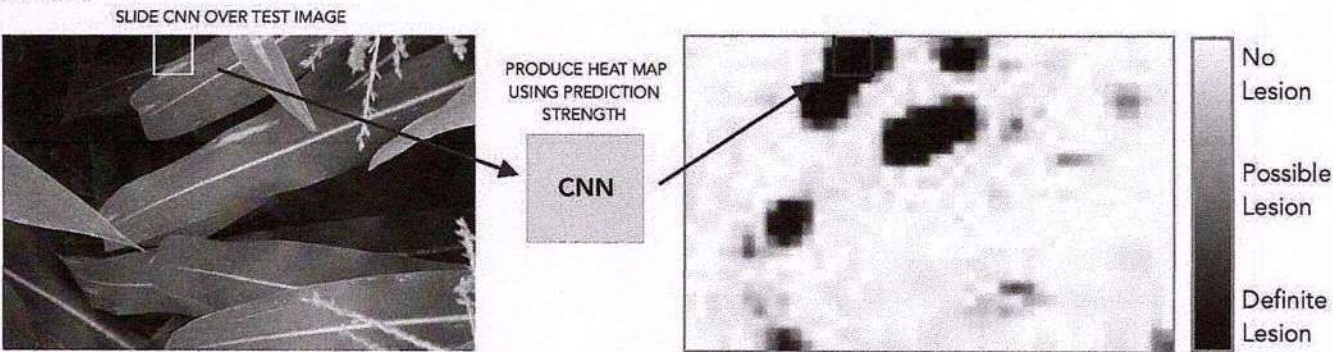 SLIDE CNN OVER TEST IMAGE
PRODUCE HEAT MAP
USING PREDICTION
STRENGTH
CNN
No
Lesion
Possible
Lesion
Definite
Lesion